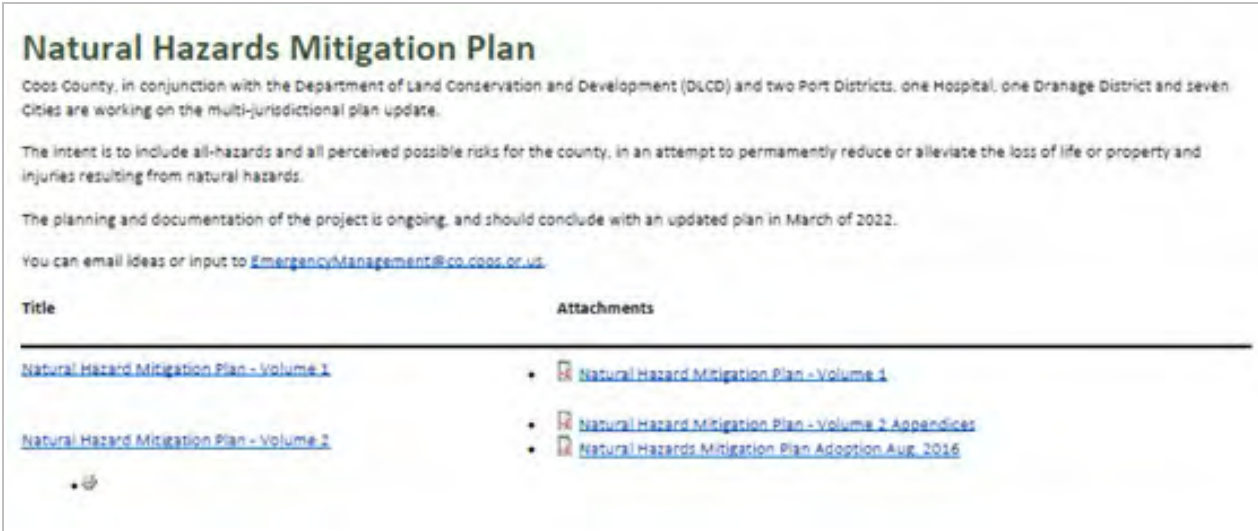 Natural Hazards Mitigation Plan
Coos County, in conjunction with the Department of Land Conservation and Development (DLCD) and two Port Districts, one Hospital, one Dranage District and seven
Cities are working on the multi-jurisdictional plan update.
The intent is to include all-hazards and all perceived possible risks for the county, in an attempt to permamently reduce or alleviate the loss of life or property and
injuries resulting from natural hazards.
The planning and documentation of the project is ongoing, and should conclude with an updated plan in March of 2022.
You can email ideas or input to EmergencyManagement@co.coos.or.us.
Title Attachments
Natural Hazard Mitigation Plan - Volume 1
• Natural Hazard Mitigation Plan - Volume 1
Natural Hazard Mitigation Plan - Volume 2
• Natural Hazard Mitigation Plan - Volume 2 Appendices
• Natural Hazards Mitigation Plan Adoption Aug. 2016